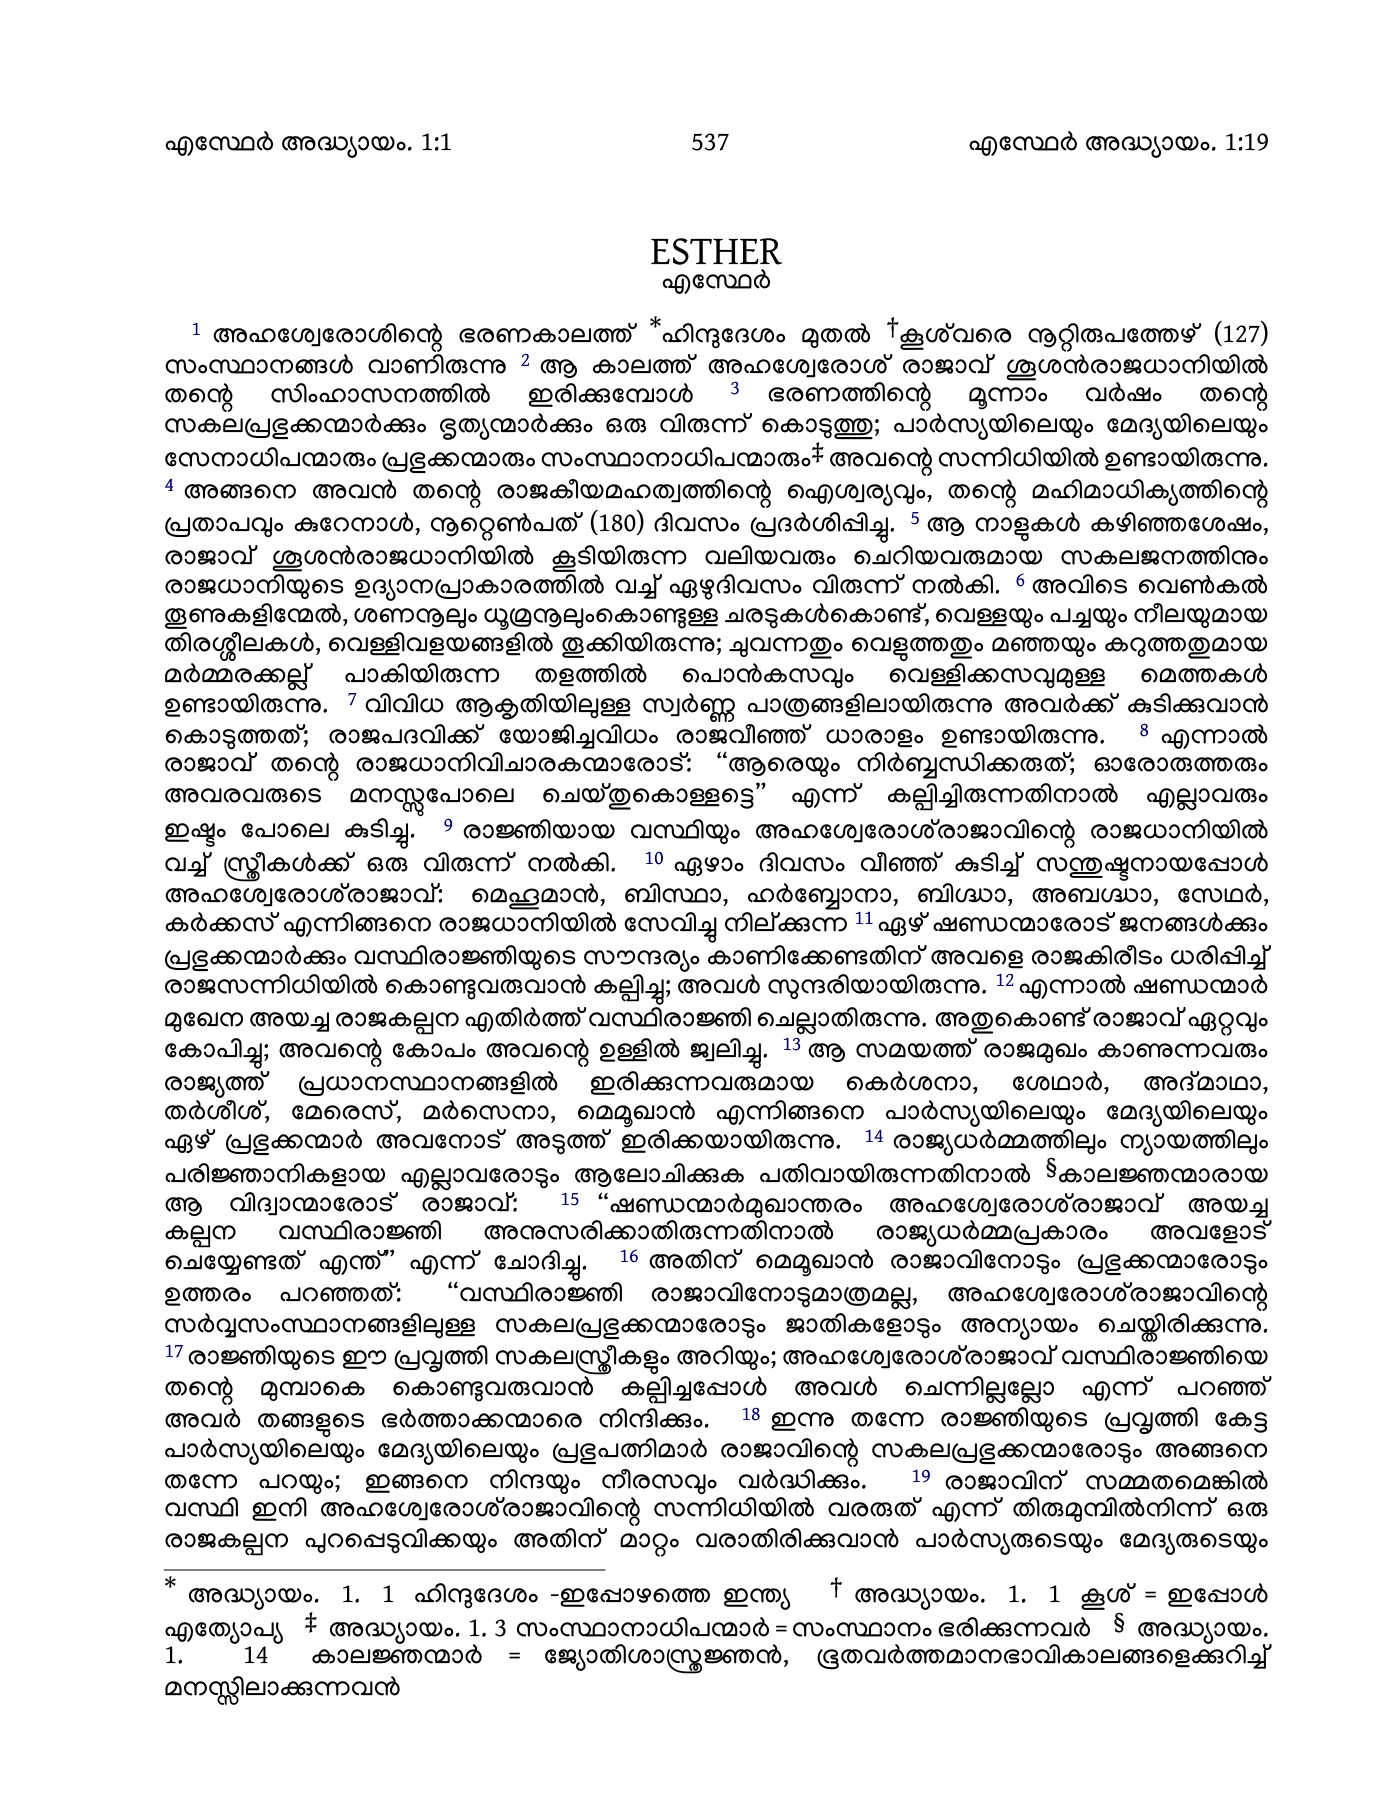 എസ്ഥേർ അദ്ധ്യായം. 1:1 537 എസ്ഥേർ അദ്ധ്യായം. 1:19
ESTHER
എസ്ഥേർ
1 അഹശ്വേരോശിന്റെ ഭരണകാലത്ത് *ഹിന്ദുദേശം മുതൽ †കൂശ്‌വരെ നൂറ്റിരുപത്തേഴ് (127)
സംസ്ഥാനങ്ങൾ വാണിരുന്നു 2 ആ കാലത്ത് അഹശ്വേരോശ് രാജാവ് ശൂശൻരാജധാനിയിൽ
തന്റെ സിംഹാസനത്തിൽ ഇരിക്കുമ്പോൾ 3 ഭരണത്തിന്റെ മൂന്നാം വർഷം തന്റെ
സകലപ്രഭുക്കന്മാർക്കും ഭൃത്യന്മാർക്കും ഒരു വിരുന്ന് കൊടുത്തു; പാർസ്യയിലെയും മേദ്യയിലെയും
സേനാധിപന്മാരും പ്രഭുക്കന്മാരും സംസ്ഥാനാധിപന്മാരും‡ അവന്റെ സന്നിധിയിൽ ഉണ്ടായിരുന്നു.
4 അങ്ങനെ അവൻ തന്റെ രാജകീയമഹത്വത്തിന്റെ ഐശ്വര്യവും, തന്റെ മഹിമാധിക്യത്തിന്റെ
പ്രതാപവും കുറേനാൾ, നൂറ്റെൺപത് (180) ദിവസം പ്രദർശിപ്പിച്ചു. 5 ആ നാളുകൾ കഴിഞ്ഞശേഷം,
രാജാവ് ശൂശൻരാജധാനിയിൽ കൂടിയിരുന്ന വലിയവരും ചെറിയവരുമായ സകലജനത്തിനും
രാജധാനിയുടെ ഉദ്യാനപ്രാകാരത്തിൽ വച്ച് ഏഴുദിവസം വിരുന്ന് നൽകി. 6 അവിടെ വെൺകൽ
തൂണുകളിന്മേൽ, ശണനൂലും ധൂമ്രനൂലുംകൊണ്ടുള്ള ചരടുകൾകൊണ്ട്, വെള്ളയും പച്ചയും നീലയുമായ
തിരശ്ശീലകൾ, വെള്ളിവളയങ്ങളിൽ തൂക്കിയിരുന്നു; ചുവന്നതും വെളുത്തതും മഞ്ഞയും കറുത്തതുമായ
മർമ്മരക്കല്ല് പാകിയിരുന്ന തളത്തിൽ പൊൻകസവും വെള്ളിക്കസവുമുള്ള മെത്തകൾ
ഉണ്ടായിരുന്നു. 7 വിവിധ ആകൃതിയിലുള്ള സ്വർണ്ണ പാത്രങ്ങളിലായിരുന്നു അവർക്ക് കുടിക്കുവാൻ
കൊടുത്തത്; രാജപദവിക്ക് യോജിച്ചവിധം രാജവീഞ്ഞ് ധാരാളം ഉണ്ടായിരുന്നു. 8 എന്നാൽ
രാജാവ് തന്റെ രാജധാനിവിചാരകന്മാരോട്: “ആരെയും നിർബ്ബന്ധിക്കരുത്; ഓരോരുത്തരും
അവരവരുടെ മനസ്സുപോലെ ചെയ്തുകൊള്ളട്ടെ” എന്ന് കല്പിച്ചിരുന്നതിനാൽ എല്ലാവരും
ഇഷ്ടം പോലെ കുടിച്ചു. 9 രാജ്ഞിയായ വസ്ഥിയും അഹശ്വേരോശ്‌രാജാവിന്റെ രാജധാനിയിൽ
വച്ച് സ്ത്രീകൾക്ക് ഒരു വിരുന്ന് നൽകി. 10 ഏഴാം ദിവസം വീഞ്ഞ് കുടിച്ച് സന്തുഷ്ടനായപ്പോൾ
അഹശ്വേരോശ്‌രാജാവ്: മെഹൂമാൻ, ബിസ്ഥാ, ഹർബ്ബോനാ, ബിഗ്ദ്ധാ, അബഗ്ദ്ധാ, സേഥർ,
കർക്കസ് എന്നിങ്ങനെ രാജധാനിയിൽ സേവിച്ചു നില്ക്കുന്ന 11 ഏഴ് ഷണ്ഡന്മാരോട് ജനങ്ങൾക്കും
പ്രഭുക്കന്മാർക്കും വസ്ഥിരാജ്ഞിയുടെ സൗന്ദര്യം കാണിക്കേണ്ടതിന് അവളെ രാജകിരീടം ധരിപ്പിച്ച്
രാജസന്നിധിയിൽ കൊണ്ടുവരുവാൻ കല്പിച്ചു; അവൾ സുന്ദരിയായിരുന്നു. 12 എന്നാൽ ഷണ്ഡന്മാർ
മുഖേന അയച്ച രാജകല്പന എതിർത്ത് വസ്ഥിരാജ്ഞി ചെല്ലാതിരുന്നു. അതുകൊണ്ട് രാജാവ് ഏറ്റവും
കോപിച്ചു; അവന്റെ കോപം അവന്റെ ഉള്ളിൽ ജ്വലിച്ചു. 13 ആ സമയത്ത് രാജമുഖം കാണുന്നവരും
രാജ്യത്ത് പ്രധാനസ്ഥാനങ്ങളിൽ ഇരിക്കുന്നവരുമായ കെർശനാ, ശേഥാർ, അദ്മാഥാ,
തർശീശ്, മേരെസ്, മർസെനാ, മെമൂഖാൻ എന്നിങ്ങനെ പാർസ്യയിലെയും മേദ്യയിലെയും
ഏഴ് പ്രഭുക്കന്മാർ അവനോട് അടുത്ത് ഇരിക്കയായിരുന്നു. 14 രാജ്യധർമ്മത്തിലും ന്യായത്തിലും
പരിജ്ഞാനികളായ എല്ലാവരോടും ആലോചിക്കുക പതിവായിരുന്നതിനാൽ §കാലജ്ഞന്മാരായ
ആ വിദ്വാന്മാരോട് രാജാവ്: 15 “ഷണ്ഡന്മാർമുഖാന്തരം അഹശ്വേരോശ്‌രാജാവ് അയച്ച
കല്പന വസ്ഥിരാജ്ഞി അനുസരിക്കാതിരുന്നതിനാൽ രാജ്യധർമ്മപ്രകാരം അവളോട്
ചെയ്യേണ്ടത് എന്ത്” എന്ന് ചോദിച്ചു. 16 അതിന് മെമൂഖാൻ രാജാവിനോടും പ്രഭുക്കന്മാരോടും
ഉത്തരം പറഞ്ഞത്: “വസ്ഥിരാജ്ഞി രാജാവിനോടുമാത്രമല്ല, അഹശ്വേരോശ്‌രാജാവിന്റെ
സർവ്വസംസ്ഥാനങ്ങളിലുള്ള സകലപ്രഭുക്കന്മാരോടും ജാതികളോടും അന്യായം ചെയ്തിരിക്കുന്നു.
17 രാജ്ഞിയുടെ ഈ പ്രവൃത്തി സകലസ്ത്രീകളും അറിയും; അഹശ്വേരോശ്‌രാജാവ് വസ്ഥിരാജ്ഞിയെ
തന്റെ മുമ്പാകെ കൊണ്ടുവരുവാൻ കല്പിച്ചപ്പോൾ അവൾ ചെന്നില്ലല്ലോ എന്ന് പറഞ്ഞ്
അവർ തങ്ങളുടെ ഭർത്താക്കന്മാരെ നിന്ദിക്കും. 18 ഇന്നു തന്നേ രാജ്ഞിയുടെ പ്രവൃത്തി കേട്ട
പാർസ്യയിലെയും മേദ്യയിലെയും പ്രഭുപത്നിമാർ രാജാവിന്റെ സകലപ്രഭുക്കന്മാരോടും അങ്ങനെ
തന്നേ പറയും; ഇങ്ങനെ നിന്ദയും നീരസവും വർദ്ധിക്കും. 19 രാജാവിന് സമ്മതമെങ്കിൽ
വസ്ഥി ഇനി അഹശ്വേരോശ്‌രാജാവിന്റെ സന്നിധിയിൽ വരരുത് എന്ന് തിരുമുമ്പിൽനിന്ന് ഒരു
രാജകല്പന പുറപ്പെടുവിക്കയും അതിന് മാറ്റം വരാതിരിക്കുവാൻ പാർസ്യരുടെയും മേദ്യരുടെയും
* അദ്ധ്യായം. 1. 1 ഹിന്ദുദേശം -ഇപ്പോഴത്തെ ഇന്ത്യ † അദ്ധ്യായം. 1. 1 കൂശ് = ഇപ്പോൾ
എത്യോപ്യ ‡ അദ്ധ്യായം. 1. 3 സംസ്ഥാനാധിപന്മാർ = സംസ്ഥാനം ഭരിക്കുന്നവർ § അദ്ധ്യായം.
1. 14 കാലജ്ഞന്മാർ = ജ്യോതിശാസ്ത്രജ്ഞൻ, ഭൂതവർത്തമാനഭാവികാലങ്ങളെക്കുറിച്ച്
മനസ്സിലാക്കുന്നവൻ